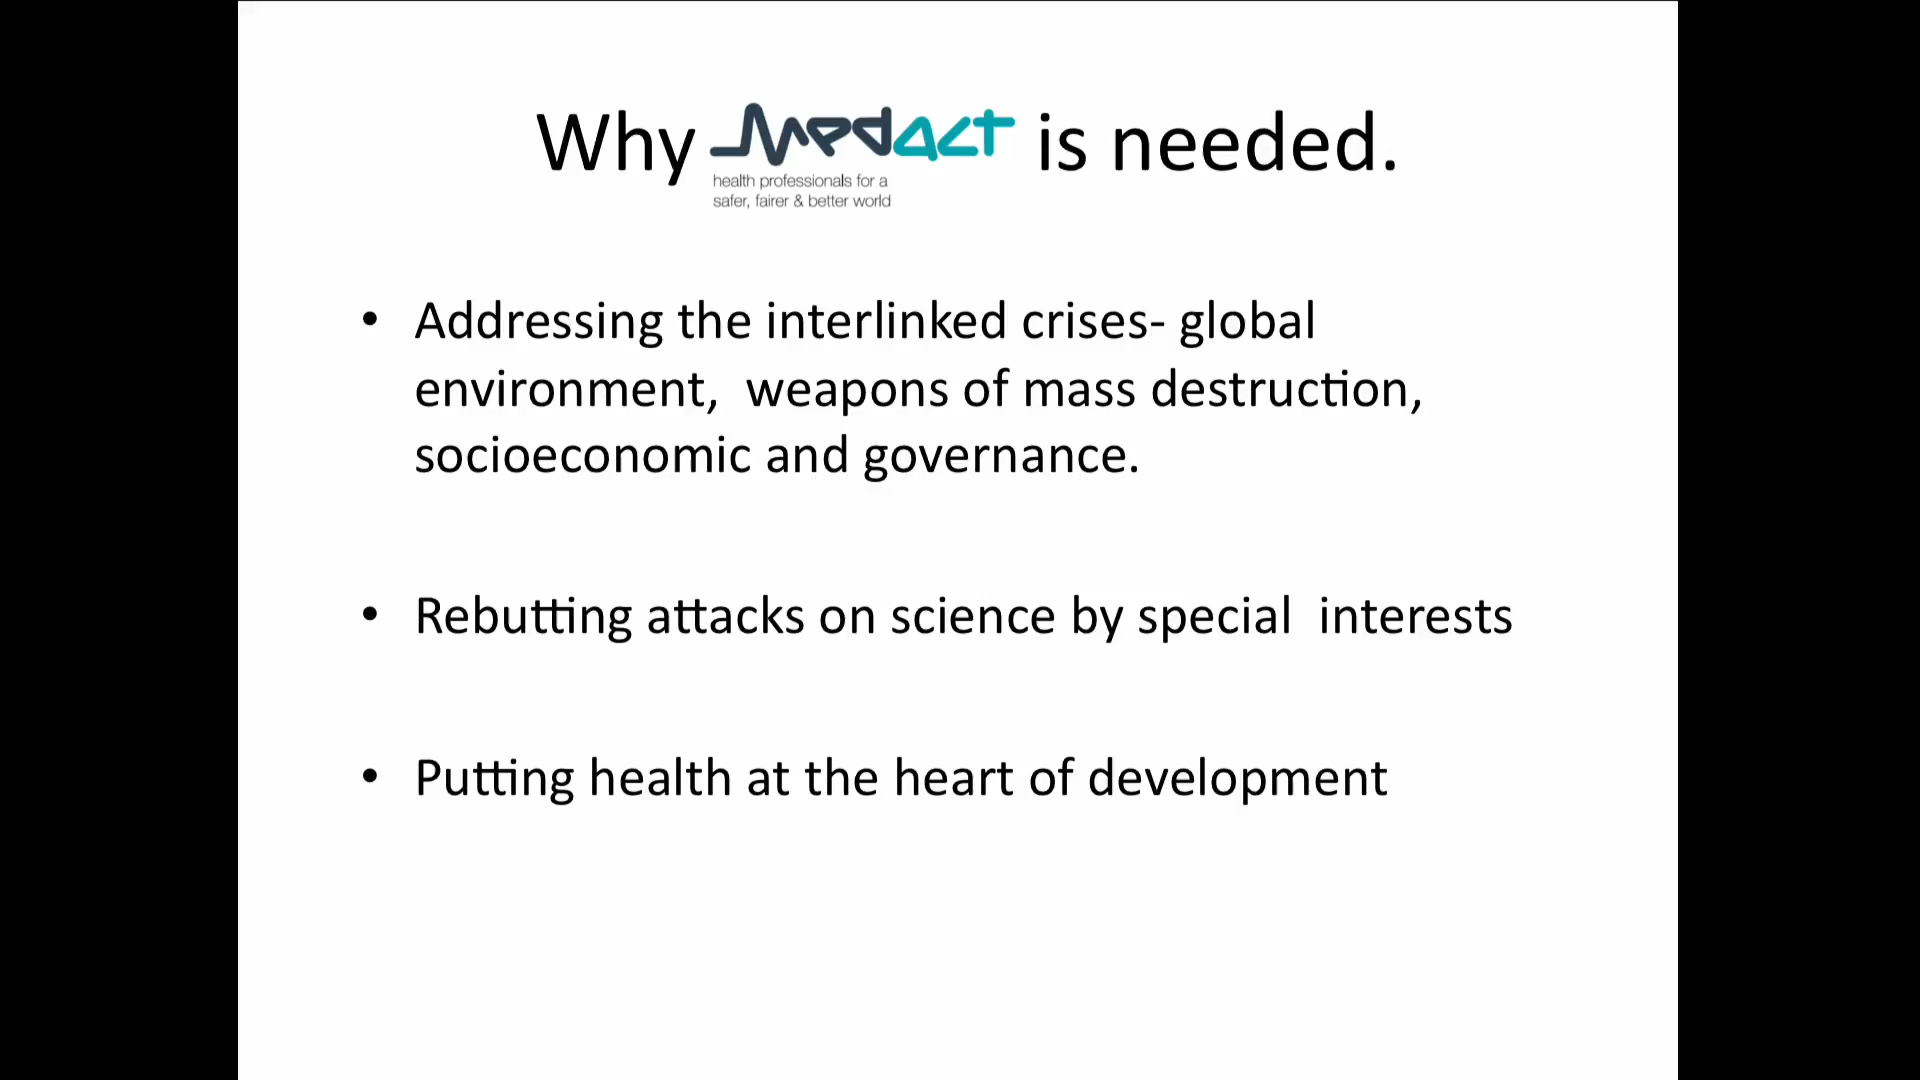 Why medact is needed.
health professionals for a
safer, fairer & better world
• Addressing the interlinked crises- global
environment,  weapons of mass destruction,
socioeconomic and governance.
• Rebutting attacks on science by special  interests
• Putting health at the heart of development